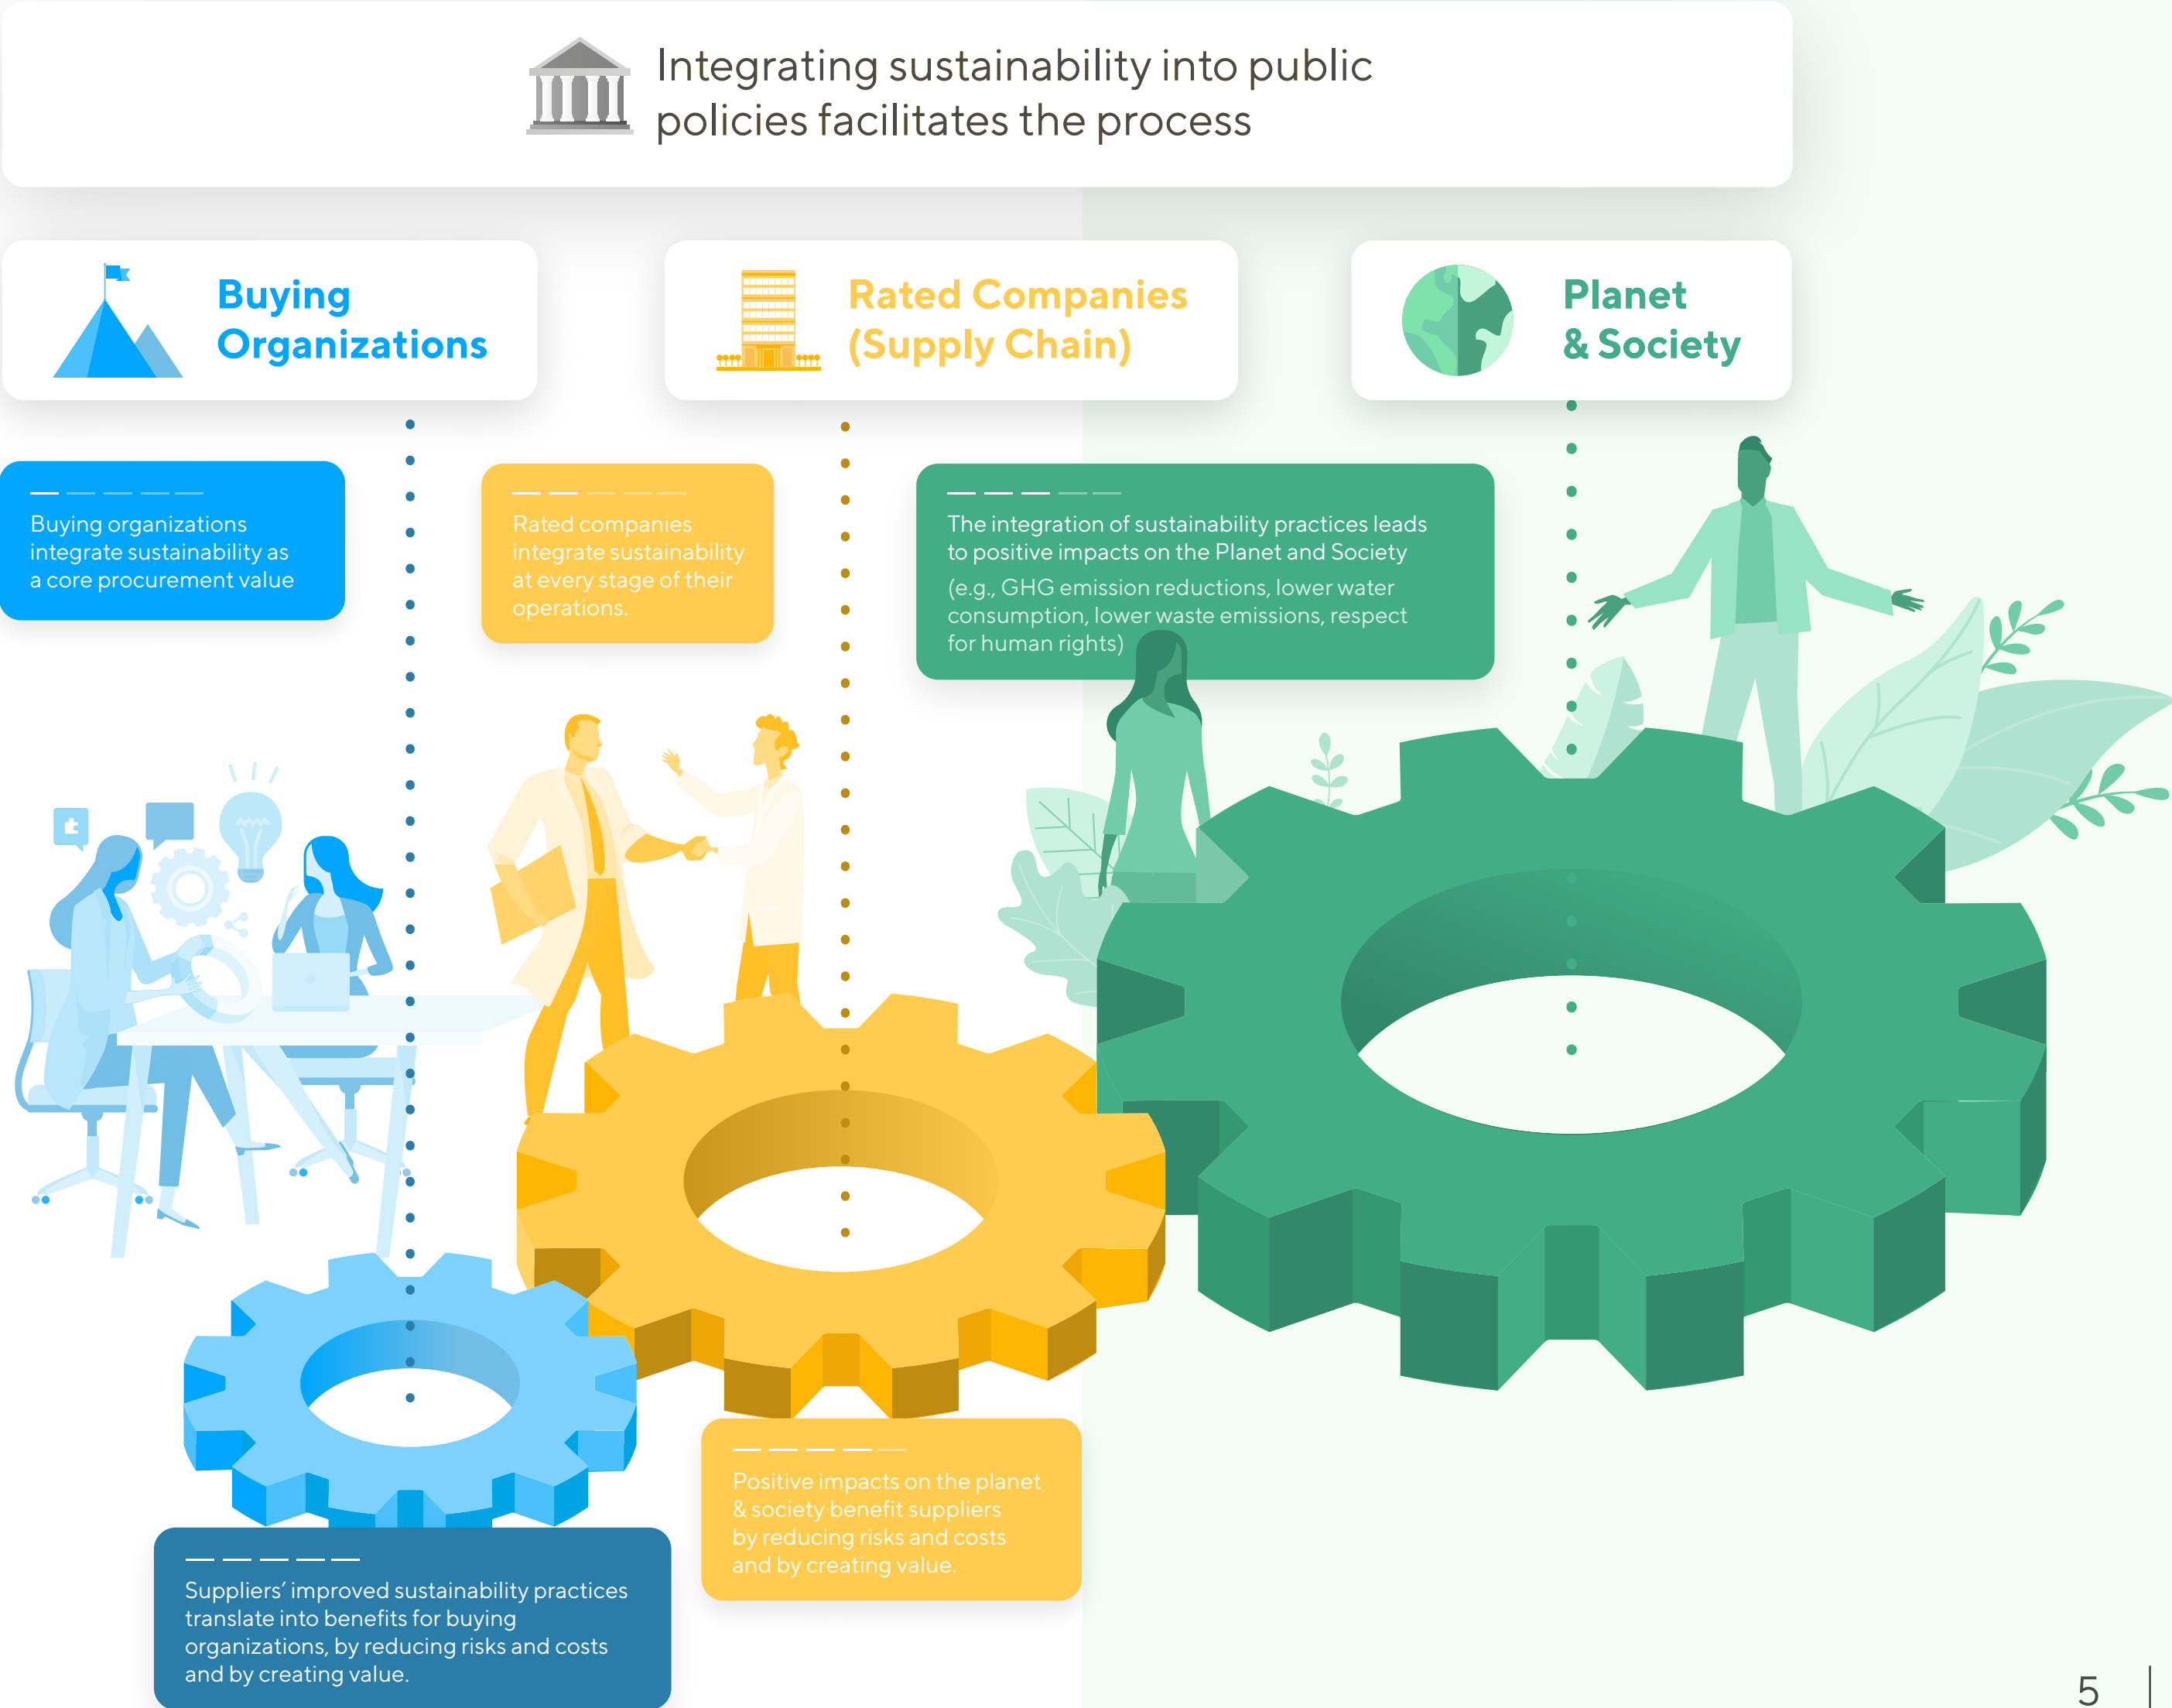 Integrating sustainability into public
policies facilitates the process
Buying
Organizations
Rated Companies
(Supply Chain)
Planet
& Society
Buying organizations
integrate sustainability as
a core procurement value
Rated companies
integrate sustainability
at every stage of their
operations.
The integration of sustainability practices leads
to positive impacts on the Planet and Society
(e.g., GHG emission reductions, lower water
consumption, lower waste emissions, respect
for human rights)
Positive impacts on the planet
& society benefit suppliers
by reducing risks and costs
and by creating value.
Suppliers’ improved sustainability practices
translate into benefits for buying
organizations, by reducing risks and costs
and by creating value.
5